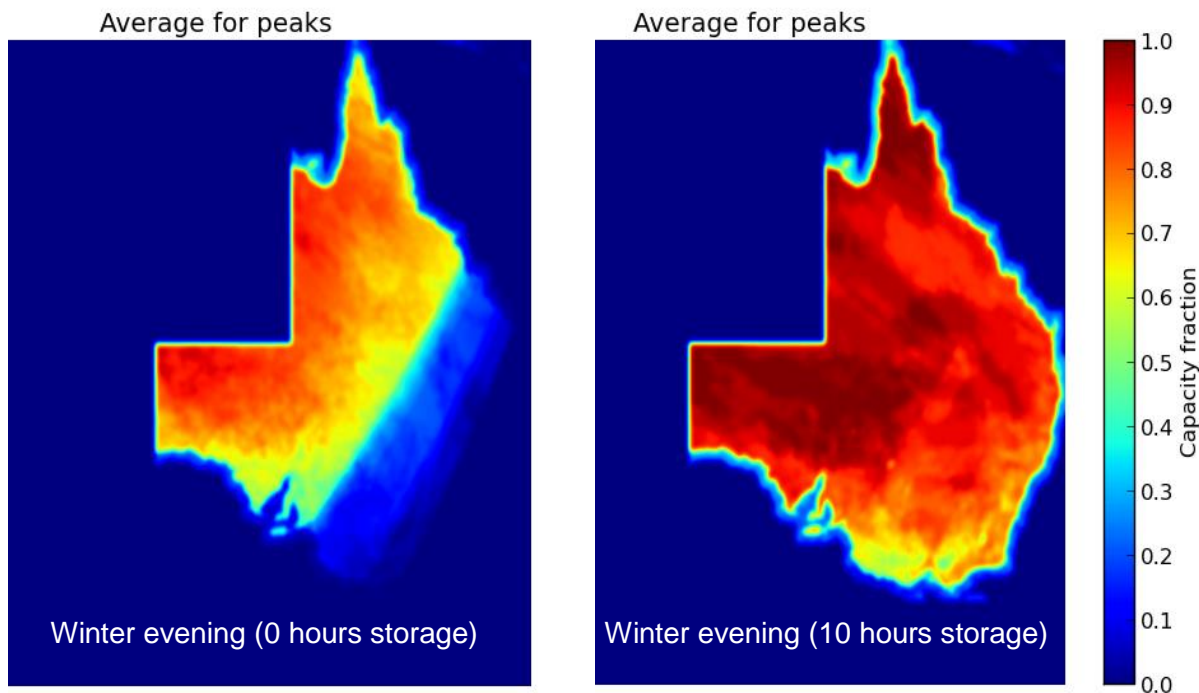 Average for peaks
Average for peaks
Winter evening (0 hours storage)
Winter evening (10 hours storage)
1.0
0.9
0.8
0.7
0.6
0.5
0.4
0.3
0.2
0.1
0.0
Capacity fraction